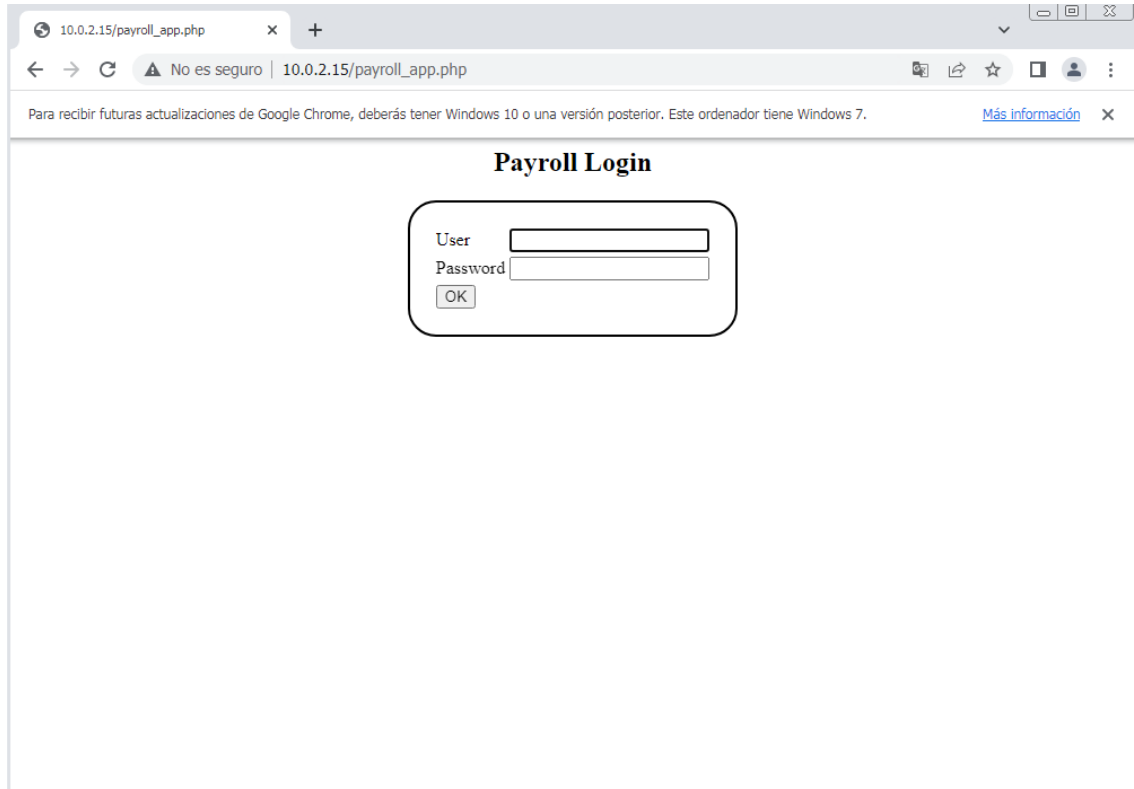 10.0.2.15/payroll_app.php
No es seguro | 10.0.2.15/payroll_app.php
Para recibir futuras actualizaciones de Google Chrome, deberás tener Windows 10 o una versión posterior. Este ordenador tiene Windows 7. Más información
Payroll Login
User
Password
OK